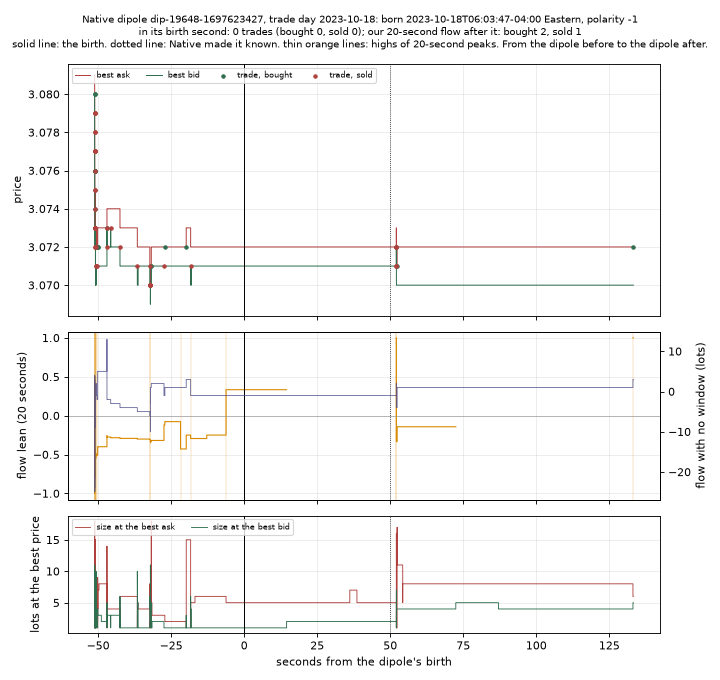 Native dipole dip-19648-1697623427, trade day 2023-10-18: born 2023-10-18T06:03:47-04:00 Eastern, polarity -1
in its birth second: 0 trades (bought 0, sold 0); our 20-second flow after it: bought 2, sold 1
solid line: the birth. dotted line: Native made it known. thin orange lines: highs of 20-second peaks. From the dipole before to the dipole after.
best ask
best bid
trade, bought
trade, sold
3.080
3.078
3.076
3.074
3.072
3.070
price
1.0
0.5
0.0
−0.5
−1.0
flow lean (20 seconds)
10
0
−10
−20
flow with no window (lots)
size at the best ask
size at the best bid
15
10
5
lots at the best price
−50
−25
0
25
50
75
100
125
seconds from the dipole's birth